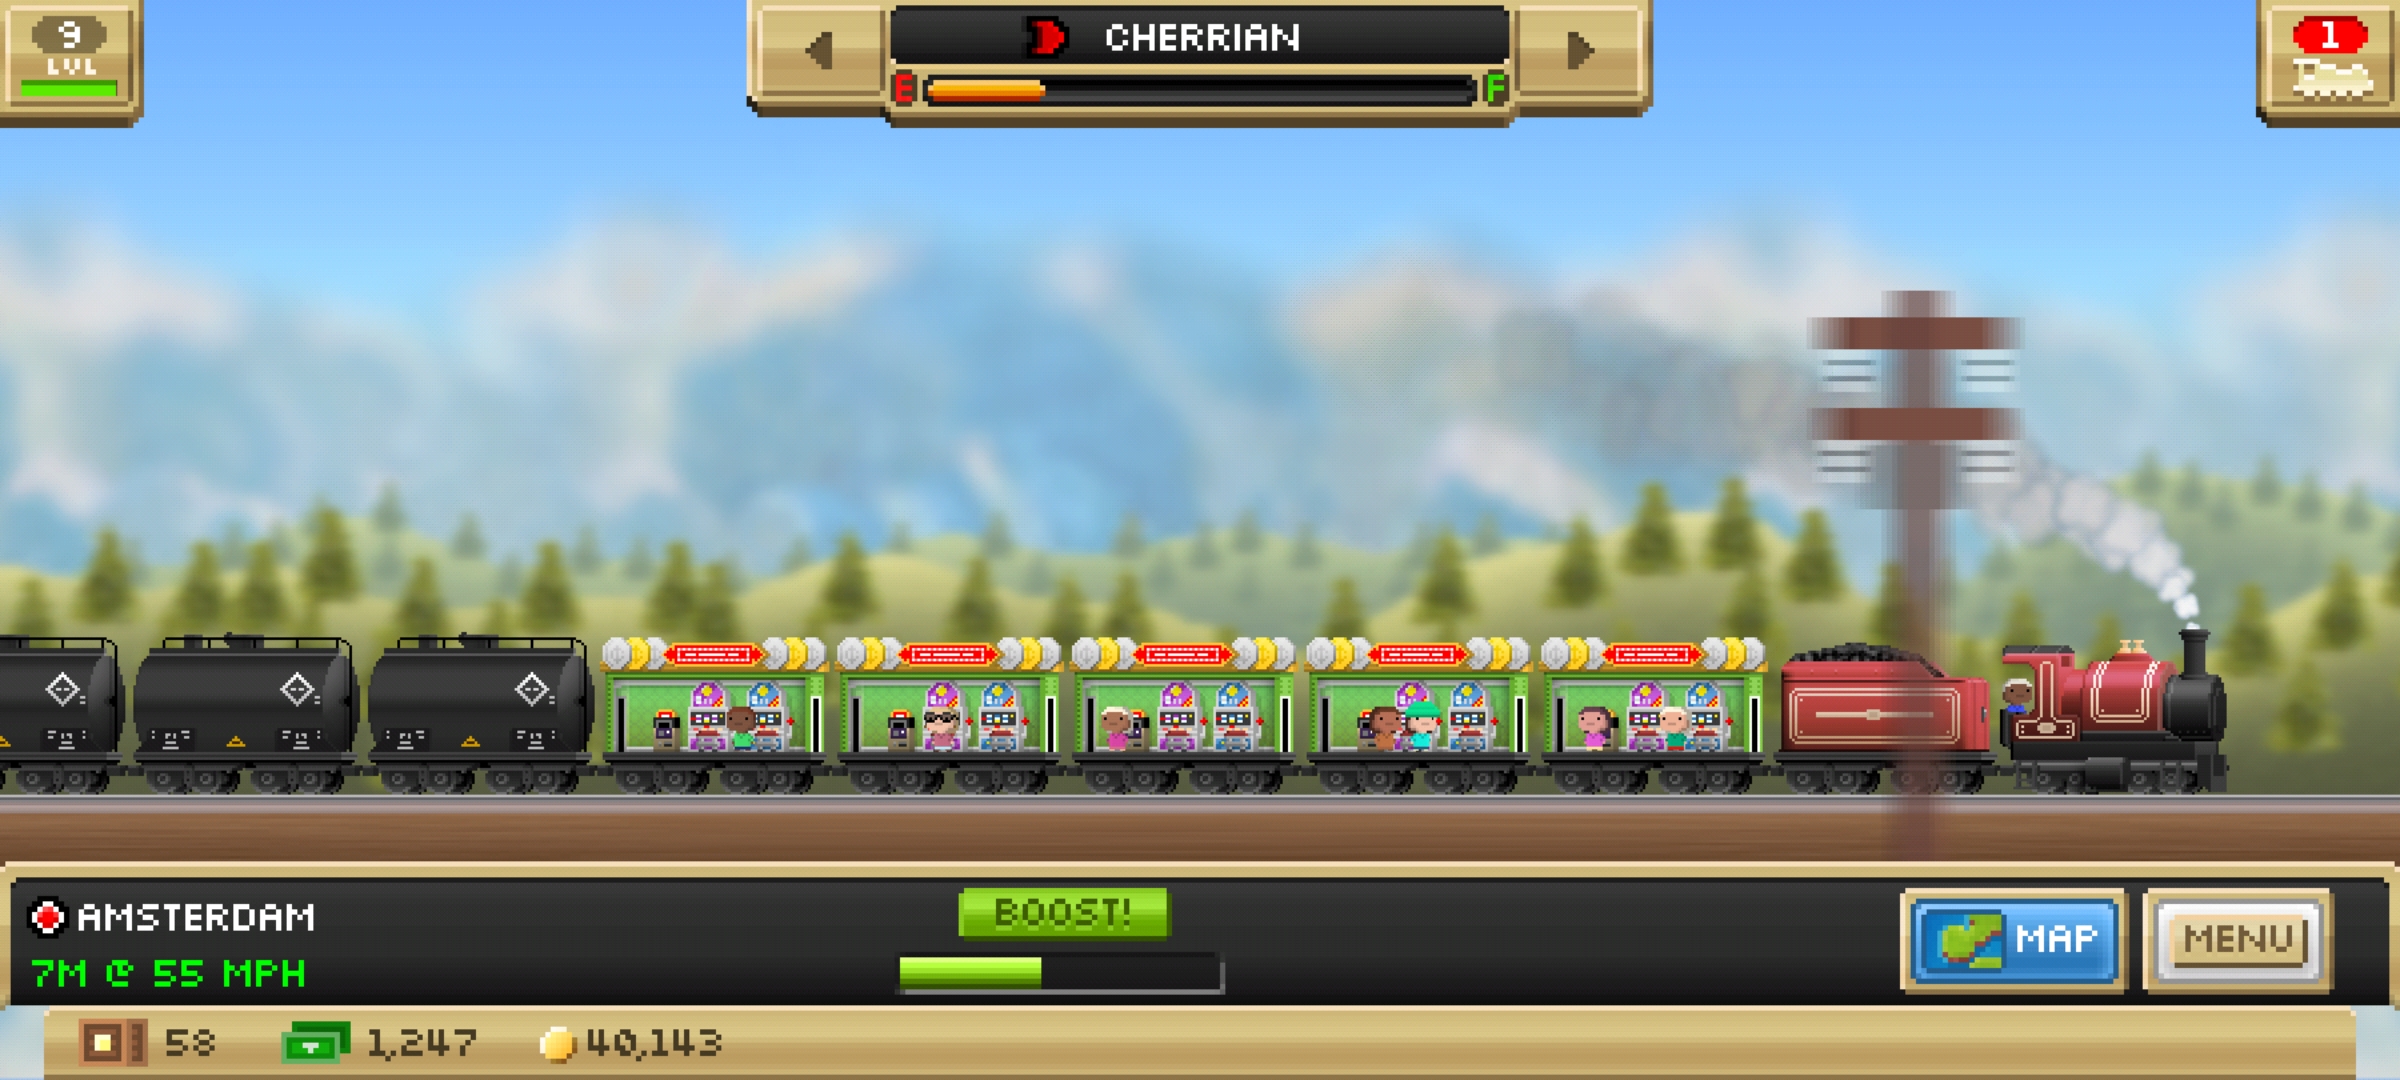 9
LVL
CHERRIAN
E F
1
AMSTERDAM
7M @ 55 MPH
BOOST!
MAP
MENU
58 1,247 40,143